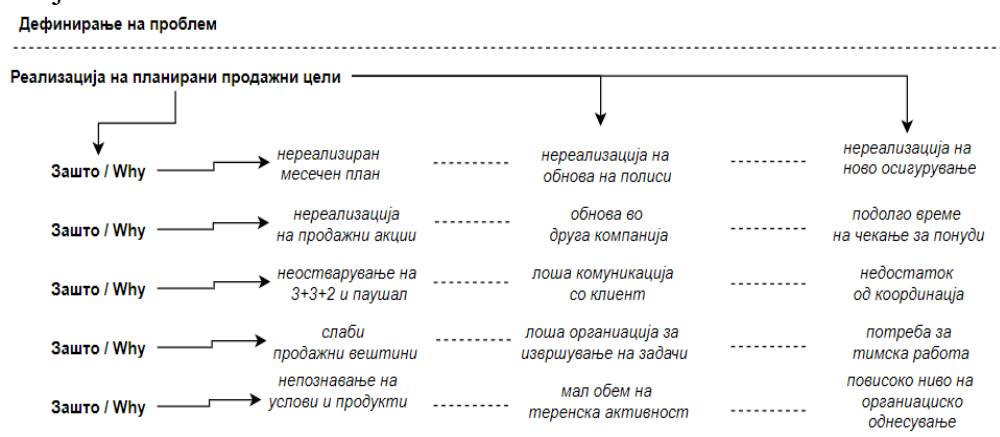 Дефинирање на проблем
Реализација на планирани продажни цели
Зашто / Why
нереализиран
месечен план
нереализација на
обнова на полиси
нереализација на
ново осигурување
Зашто / Why
нереализација
на продажни акции
обнова во
друга компанија
подолго време
на чекање за понуди
Зашто / Why
неостварување на
3+3+2 и паушал
лоша комуникација
со клиент
недостаток
од координација
Зашто / Why
слаби
продажни вештини
лоша органиација за
извршување на задачи
потреба за
тимска работа
Зашто / Why
непознавање на
услови и продукти
мал обем на
теренска активност
повисоко ниво на
органиациско
однесување